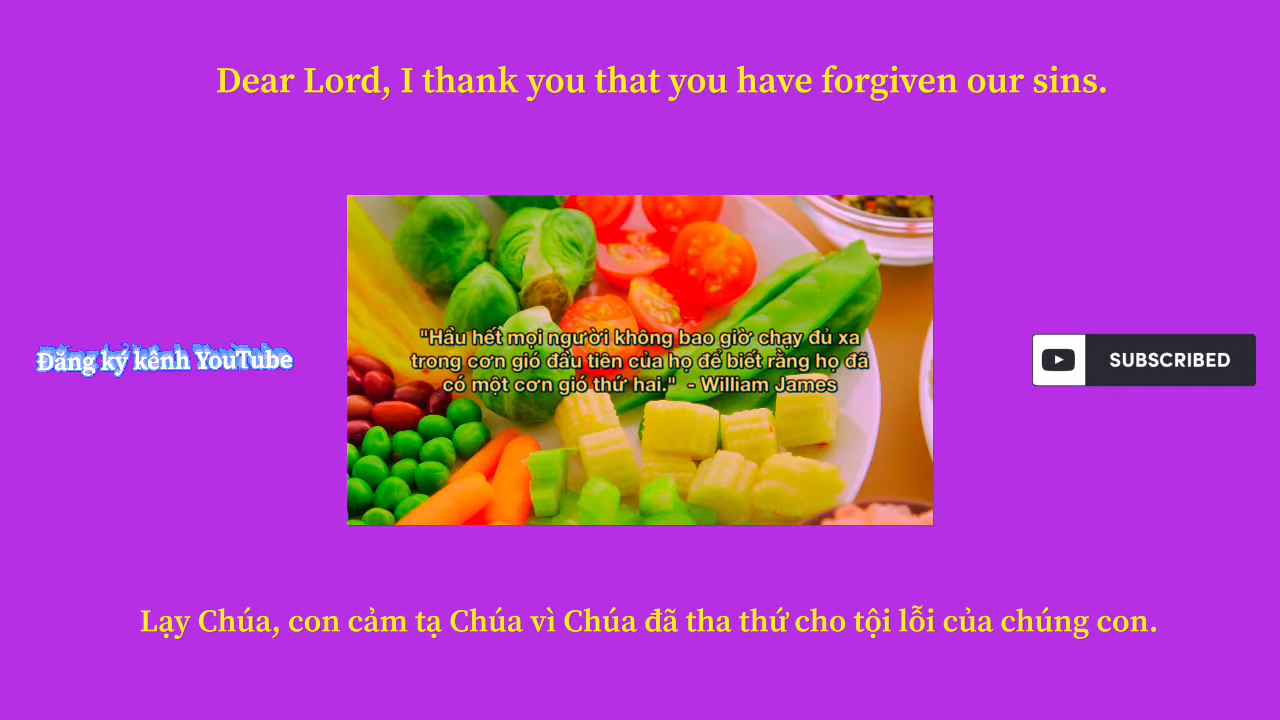 Dear Lord, I thank you that you have forgiven our sins.
"Hầu hết mọi người không bao giờ chạy đủ xa
trong cơn gió đầu tiên của họ để biết rằng họ đã
có một cơn gió thứ hai." - William James
Đăng ký kênh YouTube
SUBSCRIBED
Lạy Chúa, con cảm tạ Chúa vì Chúa đã tha thứ cho tội lỗi của chúng con.